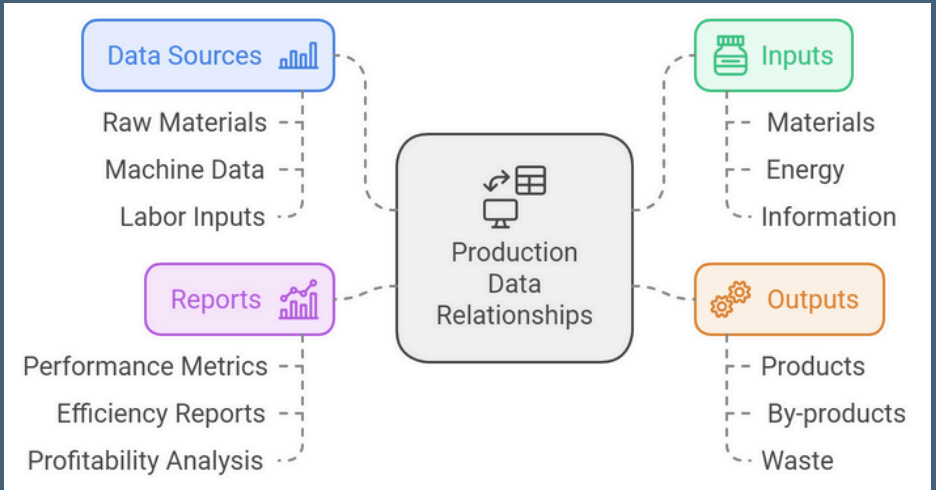 Data Sources
Raw Materials
Machine Data
Labor Inputs
Reports
Performance Metrics
Efficiency Reports
Profitability Analysis
Production
Data
Relationships
Inputs
Materials
Energy
Information
Outputs
Products
By-products
Waste